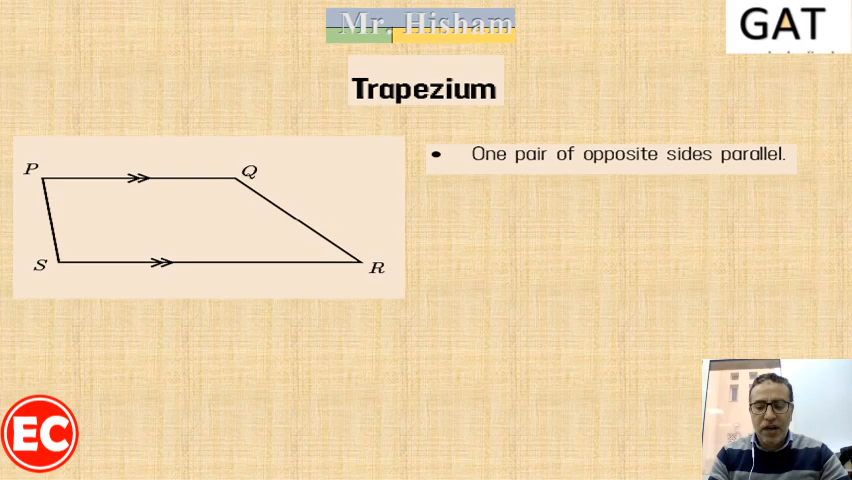 Mr. Hisham
GAT
Trapezium
• One pair of opposite sides parallel.
P
Q
S
R
EC